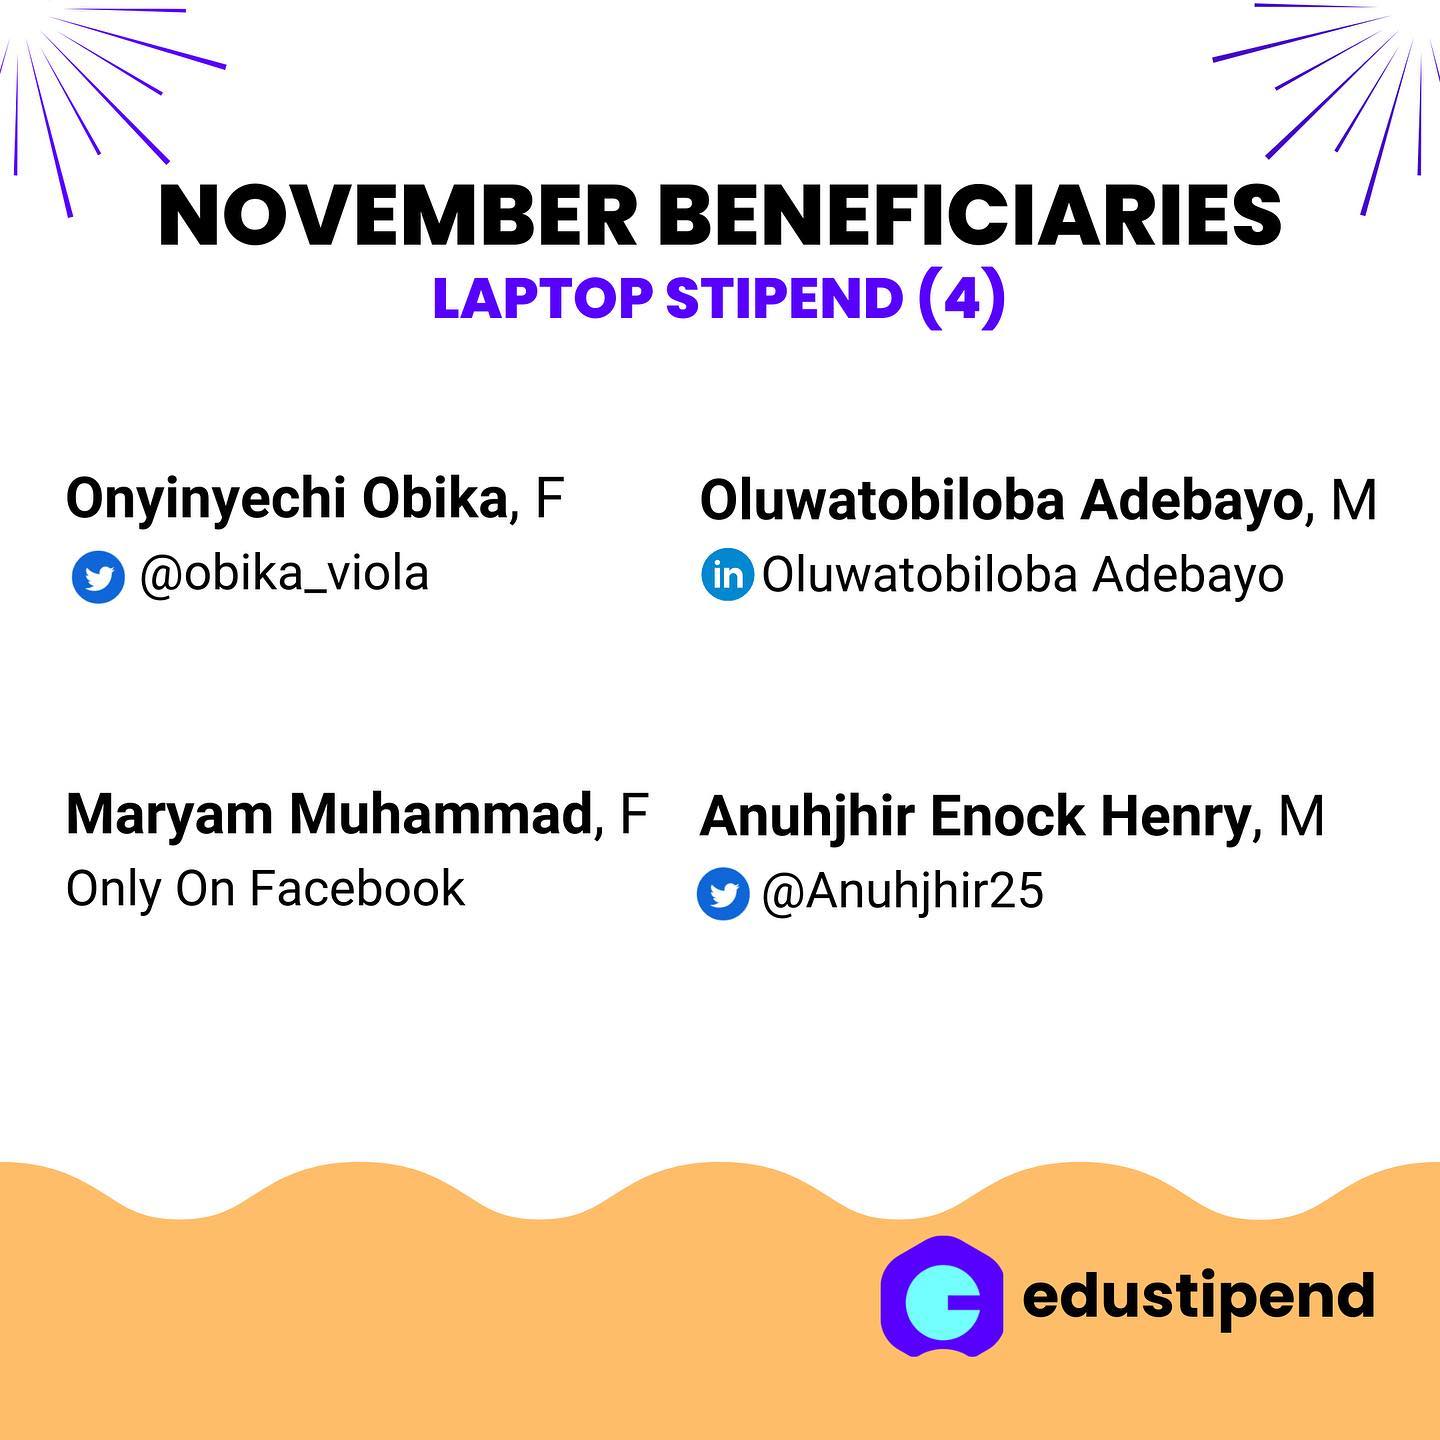 NOVEMBER BENEFICIARIES
LAPTOP STIPEND (4)
Onyinyechi Obika, F
@obika_viola
Oluwatobiloba Adebayo, M
in Oluwatobiloba Adebayo
Maryam Muhammad, F
Only On Facebook
Anuhjhir Enock Henry, M
@Anuhjhir25
edustipend